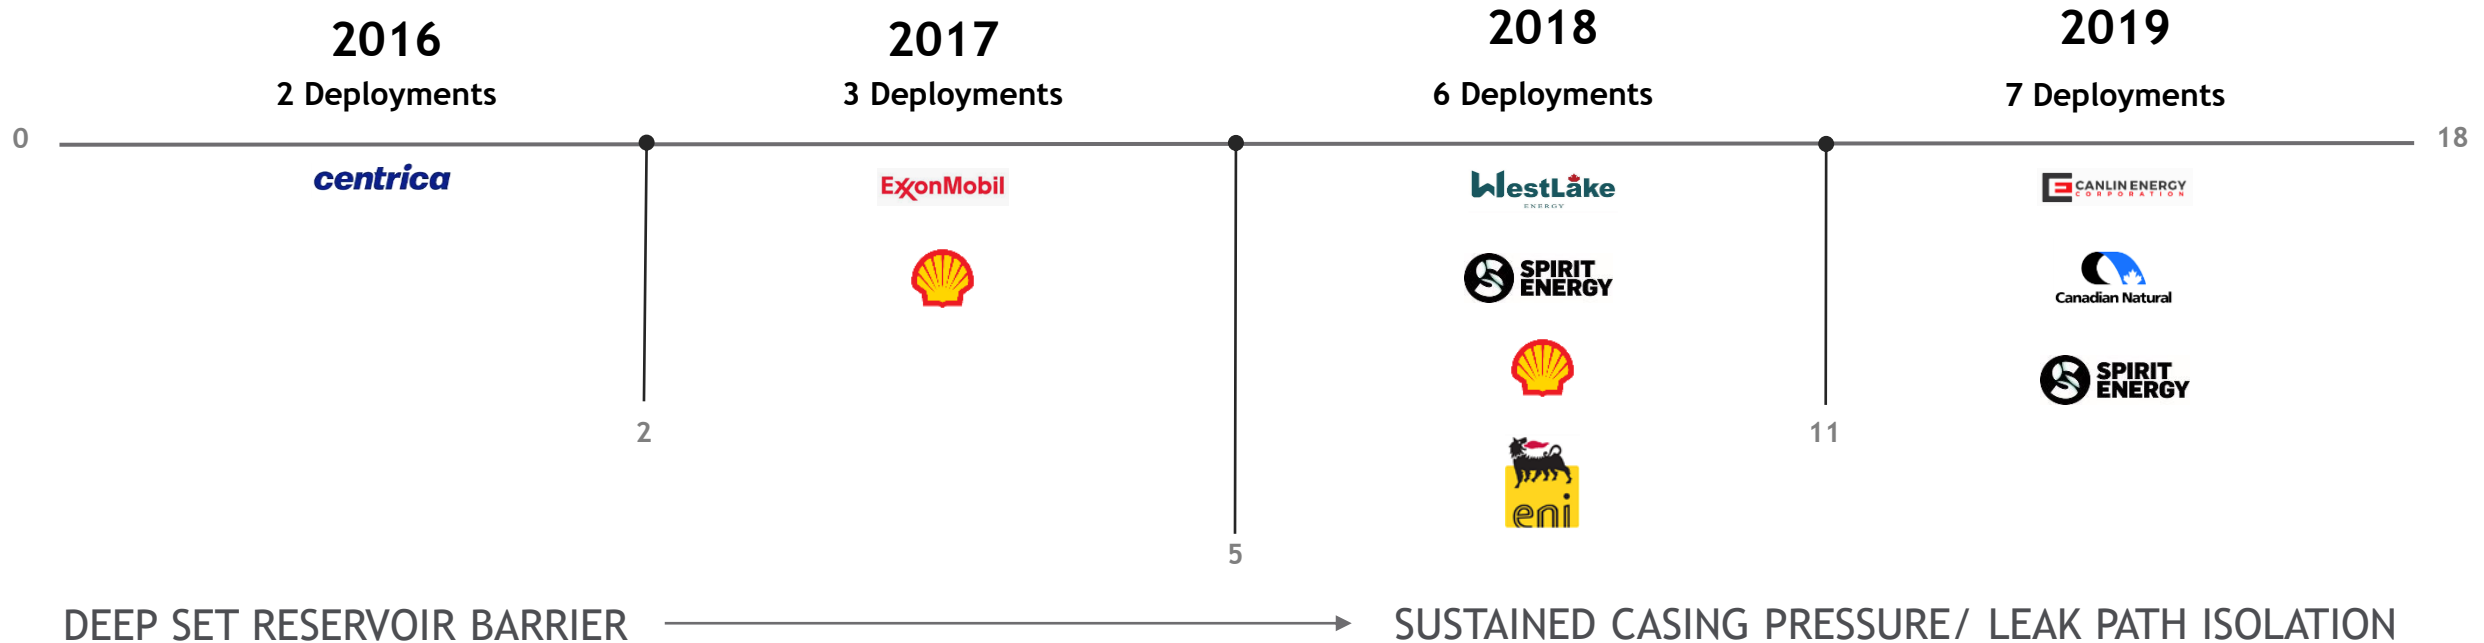 2016
2017
2018
2019
2 Deployments
3 Deployments
6 Deployments
7 Deployments
0
18
centrica
ExxonMobil
WestLake
ENERGY
CANLIN ENERGY
CORPORATION
SPIRIT
ENERGY
Canadian Natural
SPIRIT
ENERGY
2
11
eni
5
DEEP SET RESERVOIR BARRIER
SUSTAINED CASING PRESSURE/ LEAK PATH ISOLATION